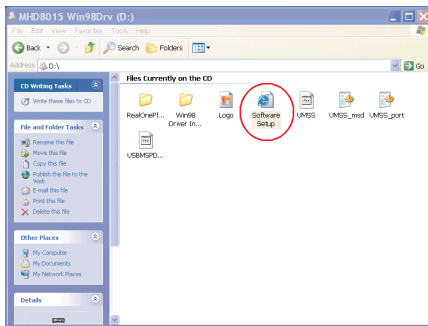 MHD8015 Win98Drv (D:)
File Edit View Favorites Tools Help
Back Search Folders
Address D:\ Go
CD Writing Tasks
Write these files to CD
File and Folder Tasks
Rename this file
Move this file
Copy this file
Publish this file to the
Web
E-mail this file
Print this file
Delete this file
Other Places
My Computer
My Documents
My Network Places
Details
Files Currently on the CD
RealOnePl... Win98 Driver In... Logo Software Setup UMSS UMSS_msd UMSS_port
USBMSPD...